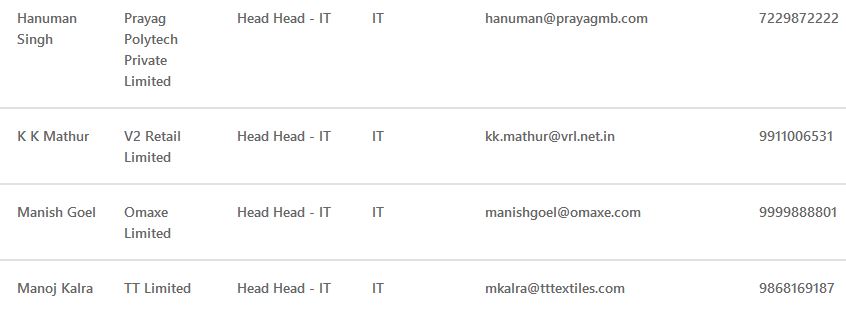 Hanuman Prayag Head Head - IT IT hanuman@prayagmb.com 7229872222
Singh Polytech
Private
Limited
K K Mathur V2 Retail Head Head - IT IT kk.mathur@vrl.net.in 9911006531
Limited
Manish Goel Omaxe Head Head - IT IT manishgoel@omaxe.com 9999888801
Limited
Manoj Kalra TT Limited Head Head - IT IT mkalra@tttextiles.com 9868169187